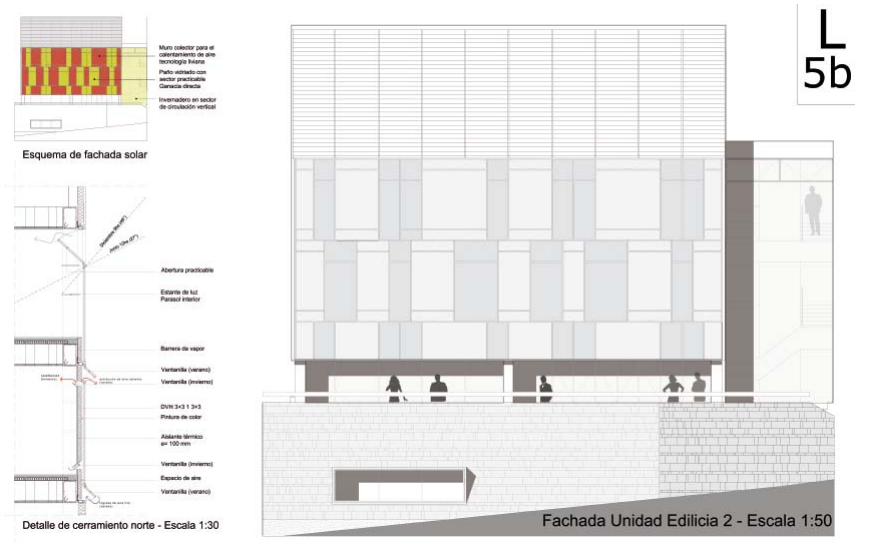 L
5b
Muro colector para el
calentamiento de aire
tecnología liviana
Paño vidriado con
sector practicable
Ganacia directa
Invernadero en sector
de circulación vertical
Esquema de fachada solar
Abertura practicable
Estante de luz
Parasol interior
Barrera de vapor
Ventanilla (verano)
Ventanilla (invierno)
DVH 3+3 1 3+3
Pintura de color
Aislante térmico
e= 100 mm
Ventanilla (invierno)
Espacio de aire
Ventanilla (verano)
Detalle de cerramiento norte - Escala 1:30
Fachada Unidad Edilicia 2 - Escala 1:50